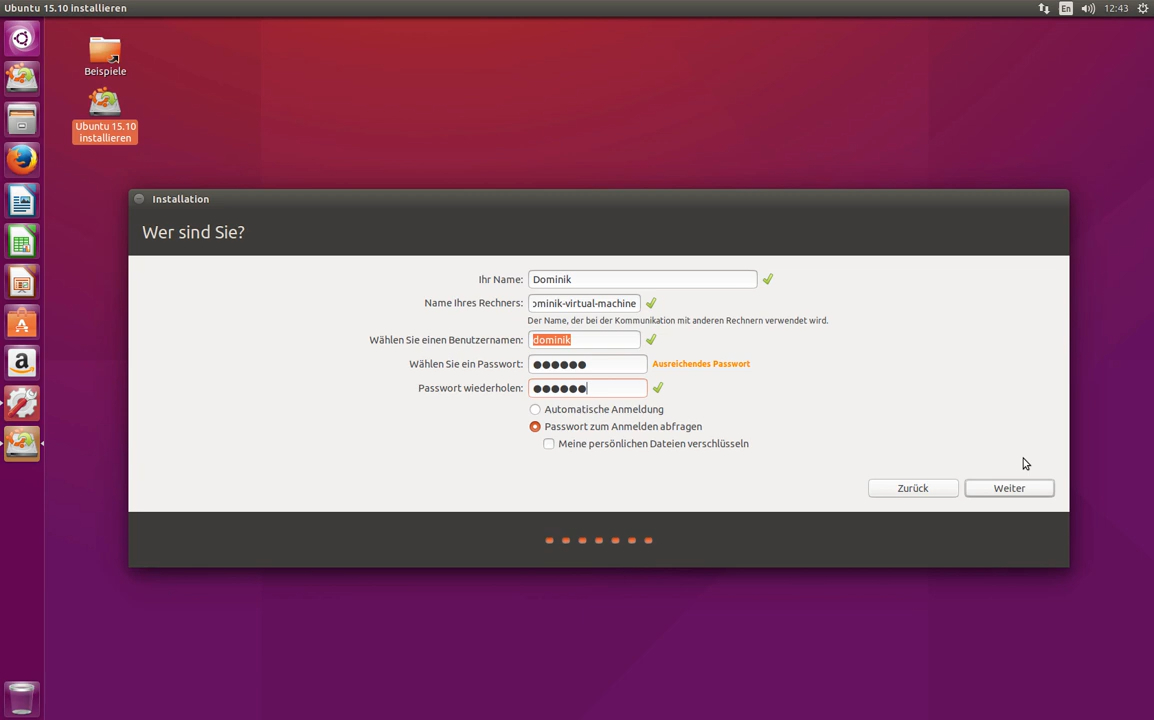 Ubuntu 15.10 installieren
En
12:43
Beispiele
Ubuntu 15.10
installieren
Installation
Wer sind Sie?
Ihr Name: Dominik
Name Ihres Rechners: ominik-virtual-machine
Der Name, der bei der Kommunikation mit anderen Rechnern verwendet wird.
Wählen Sie einen Benutzernamen: dominik
Wählen Sie ein Passwort: ●●●●●● Ausreichendes Passwort
Passwort wiederholen: ●●●●●●
Automatische Anmeldung
Passwort zum Anmelden abfragen
Meine persönlichen Dateien verschlüsseln
Zurück Weiter